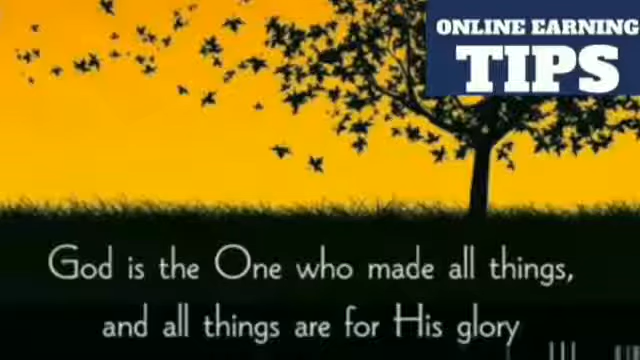 ONLINE EARNING
TIPS
God is the One who made all things,
and all things are for His glory